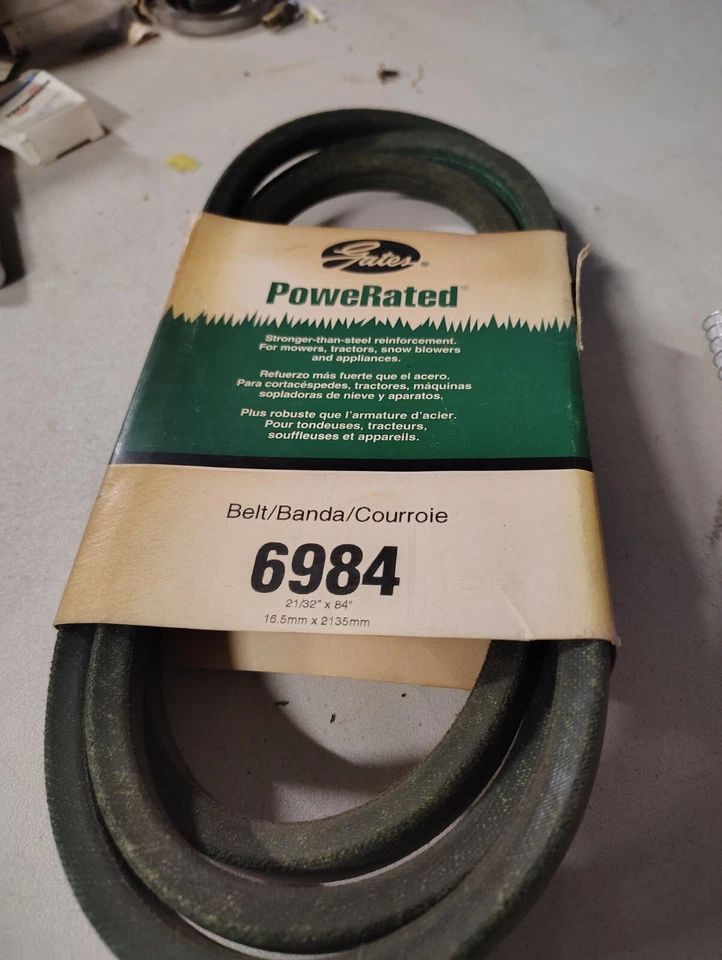 Gates®
PoweRated®
Stronger-than-steel reinforcement.
For mowers, tractors, snow blowers
and appliances.
Refuerzo más fuerte que el acero.
Para cortacéspedes, tractores, máquinas
sopladoras de nieve y aparatos.
Plus robuste que l'armature d'acier.
Pour tondeuses, tracteurs,
souffleuses et appareils.
Belt/Banda/Courroie
6984
21/32" x 84"
16.5mm x 2135mm